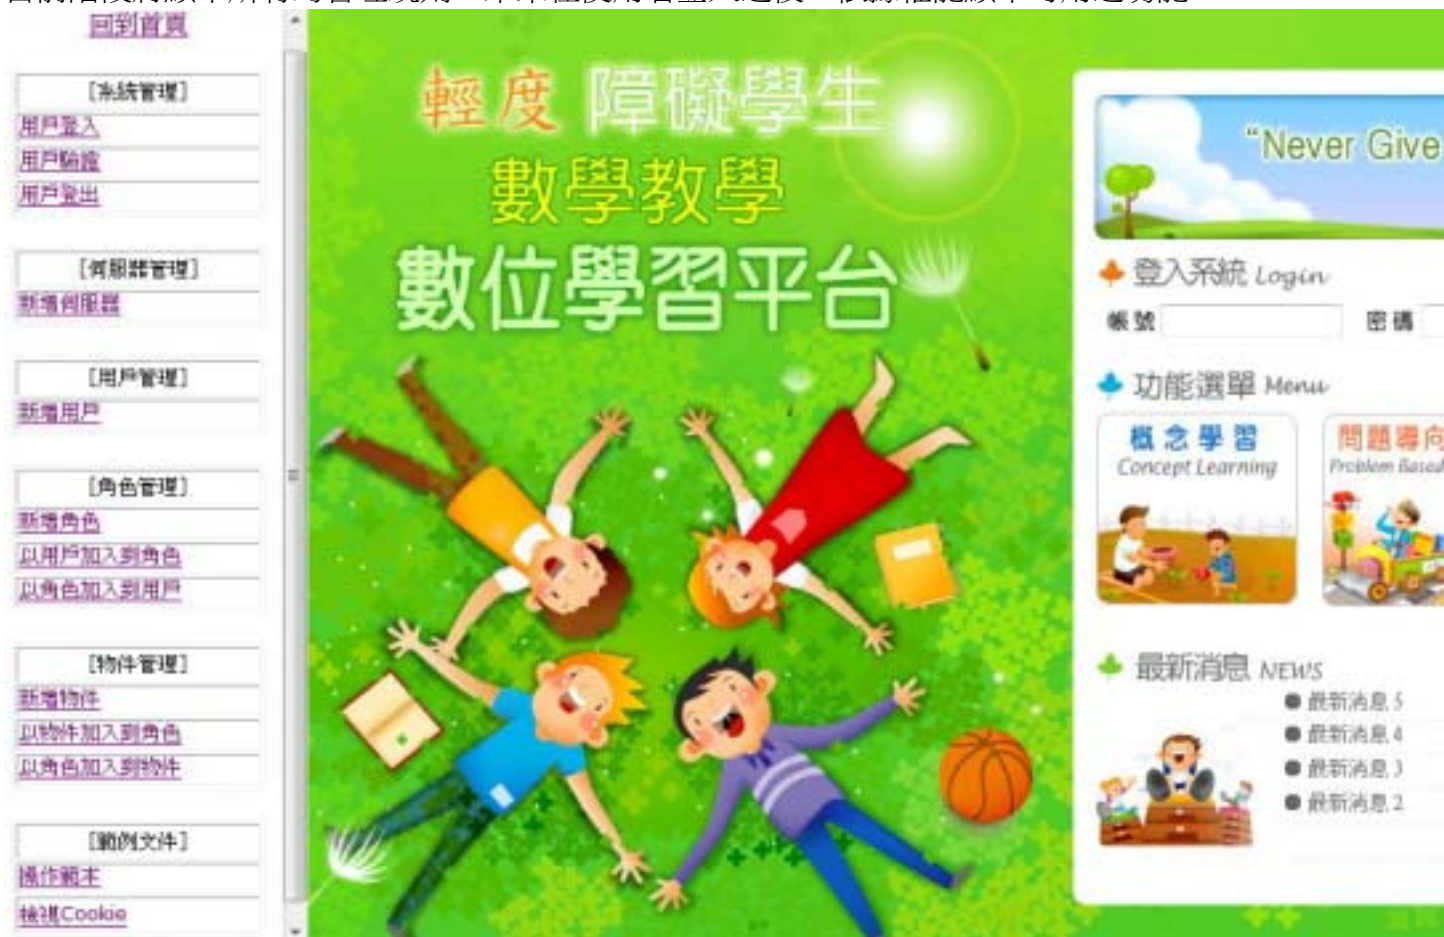 回到首頁
[系統管理]
用戶登入
用戶驗證
用戶登出
[伺服器管理]
新增伺服器
[用戶管理]
新增用戶
[角色管理]
新增角色
以用戶加入到角色
以角色加入到用戶
[物件管理]
新增物件
以物件加入到角色
以角色加入到物件
[範例文件]
操作範本
檢視Cookie
輕度 障礙學生
數學教學
數位學習平台
“Never Give
登入系統 Login
帳號 密碼
功能選單 Menu
概念學習
Concept Learning
問題導向
Problem Based
最新消息 NEWS
最新消息 5
最新消息 4
最新消息 3
最新消息 2